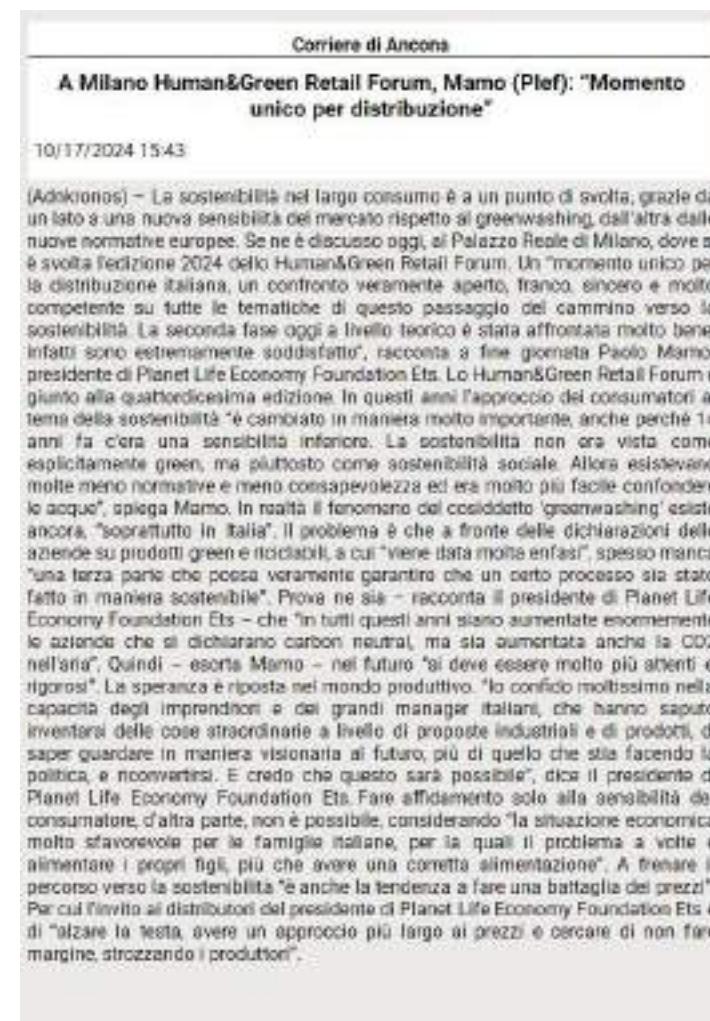 Corriere di Ancona
A Milano Human&Green Retail Forum, Mamo (Plef): “Momento
unico per distribuzione”
10/17/2024 15:43
(Adnkronos) – La sostenibilità nel largo consumo è a un punto di svolta, grazie da
un lato a una nuova sensibilità del mercato rispetto al greenwashing, dall'altra dalle
nuove normative europee. Se ne è discusso oggi, al Palazzo Reale di Milano, dove s
è svolta l'edizione 2024 dello Human&Green Retail Forum. Un “momento unico per
la distribuzione italiana, un confronto veramente aperto, franco, sincero e molto
competente su tutte le tematiche di questo passaggio del cammino verso la
sostenibilità. La seconda fase oggi a livello teorico è stata affrontata molto bene
infatti sono estremamente soddisfatto”, racconta a fine giornata Paolo Mamo
presidente di Planet Life Economy Foundation Ets. Lo Human&Green Retail Forum è
giunto alla quattordicesima edizione. In questi anni l'approccio dei consumatori al
tema della sostenibilità “è cambiato in maniera molto importante, anche perché 14
anni fa c'era una sensibilità inferiore. La sostenibilità non era vista come
esplicitamente green, ma piuttosto come sostenibilità sociale. Allora esistevano
molte meno normative e meno consapevolezza ed era molto più facile confondere
le acque”, spiega Mamo. In realtà il fenomeno del cosiddetto 'greenwashing' esiste
ancora, “soprattutto in Italia”. Il problema è che a fronte delle dichiarazioni delle
aziende su prodotti green e riciclabili, a cui “viene data molta enfasi”, spesso manca
“una terza parte che possa veramente garantire che un certo processo sia stato
fatto in maniera sostenibile”. Prova ne sia – racconta il presidente di Planet Life
Economy Foundation Ets – che “in tutti questi anni siano aumentate enormemente
le aziende che si dichiarano carbon neutral, ma sia aumentata anche la CO2
nell'aria”. Quindi – esorta Mamo – nel futuro “si deve essere molto più attenti e
rigorosi”. La speranza è riposta nel mondo produttivo. “Io confido moltissimo nella
capacità degli imprenditori e dei grandi manager italiani, che hanno saputo
inventarsi delle cose straordinarie a livello di proposte industriali e di prodotti, d
saper guardare in maniera visionaria al futuro, più di quello che stia facendo la
politica, e riconvertirsi. E credo che questo sarà possibile”, dice il presidente d
Planet Life Economy Foundation Ets. Fare affidamento solo alla sensibilità de
consumatore, d'altra parte, non è possibile, considerando “la situazione economica
molto sfavorevole per le famiglie italiane, per la quali il problema a volte è
alimentare i propri figli, più che avere una corretta alimentazione”. A frenare i
percorso verso la sostenibilità “è anche la tendenza a fare una battaglia dei prezzi”
Per cui l'invito ai distributori del presidente di Planet Life Economy Foundation Ets è
di “alzare la testa, avere un approccio più largo ai prezzi e cercare di non fare
margine, strozzando i produttori”.